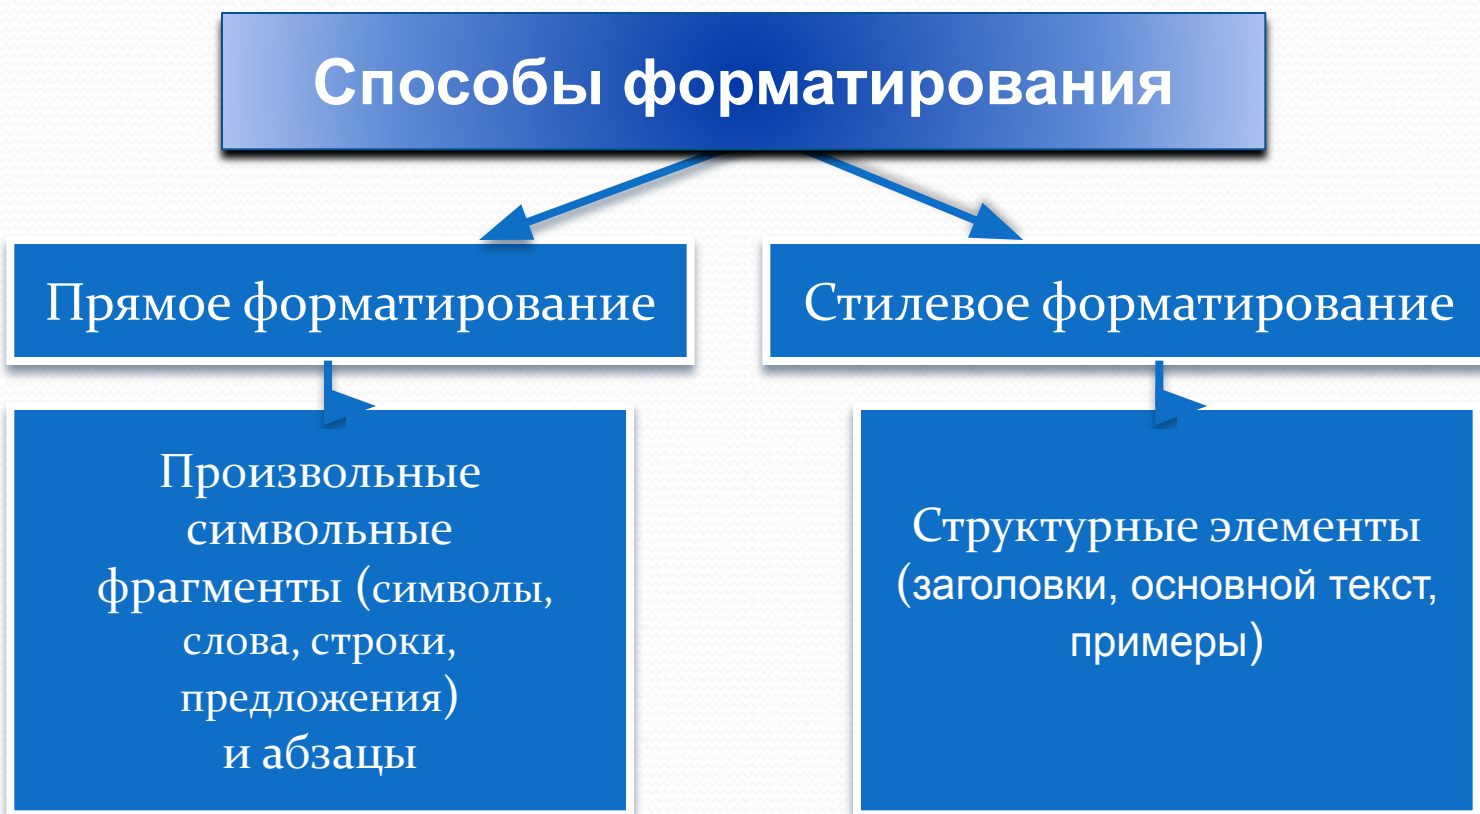 Способы форматирования
Прямое форматирование
Стилевое форматирование
Произвольные
символьные
фрагменты (символы,
слова, строки,
предложения)
и абзацы
Структурные элементы
(заголовки, основной текст,
примеры)